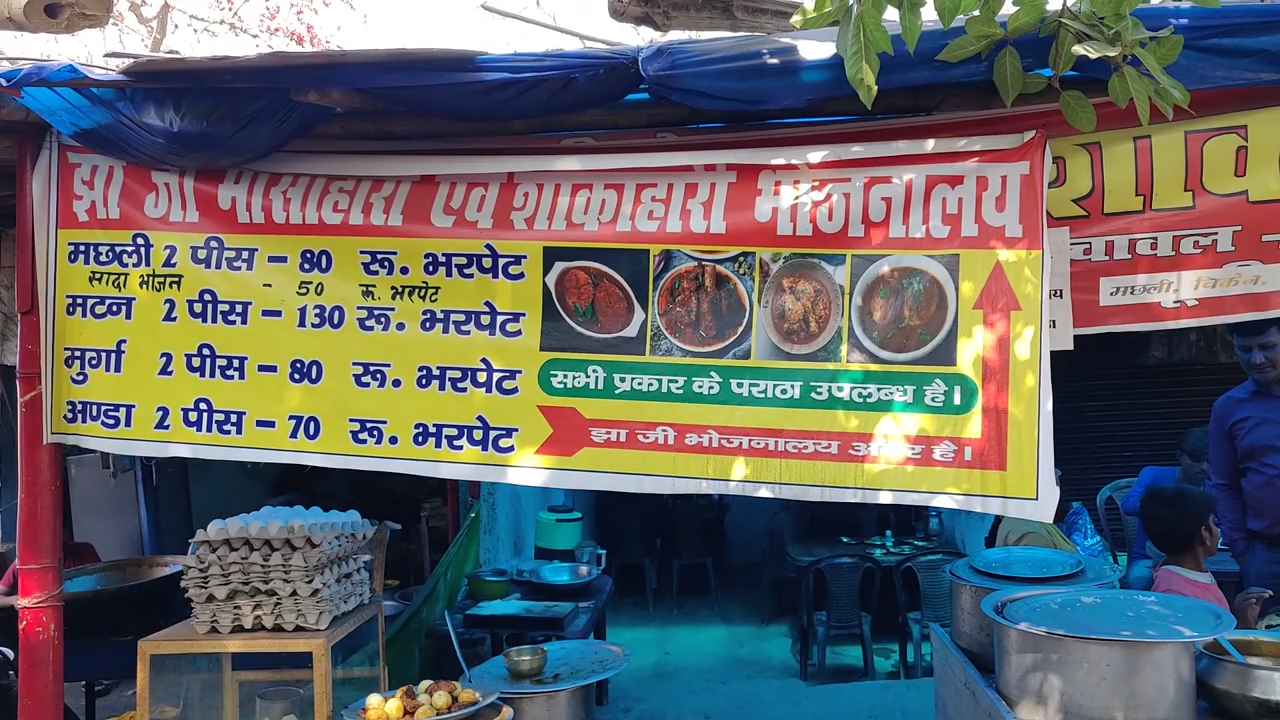 झा जी मांसाहारी एवं शाकाहारी भोजनालय
मछली 2 पीस - 80 रू. भरपेट
सादा भोजन - 50 रू. भरपेट
मटन 2 पीस - 130 रू. भरपेट
मुर्गा 2 पीस - 80 रू. भरपेट
अण्डा 2 पीस - 70 रू. भरपेट
सभी प्रकार के पराठा उपलब्ध है।
झा जी भोजनालय अन्दर है।
चावल -
मछली, चिकेन,